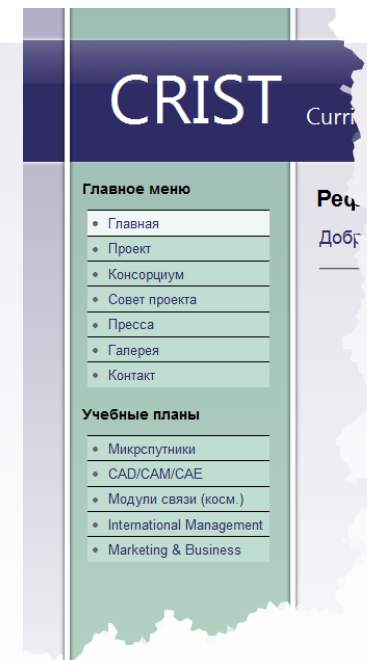 CRIST
Главное меню
Главная
Проект
Консорциум
Совет проекта
Пресса
Галерея
Контакт
Учебные планы
Микрспутники
CAD/CAM/CAE
Модули связи (косм.)
International Management
Marketing & Business